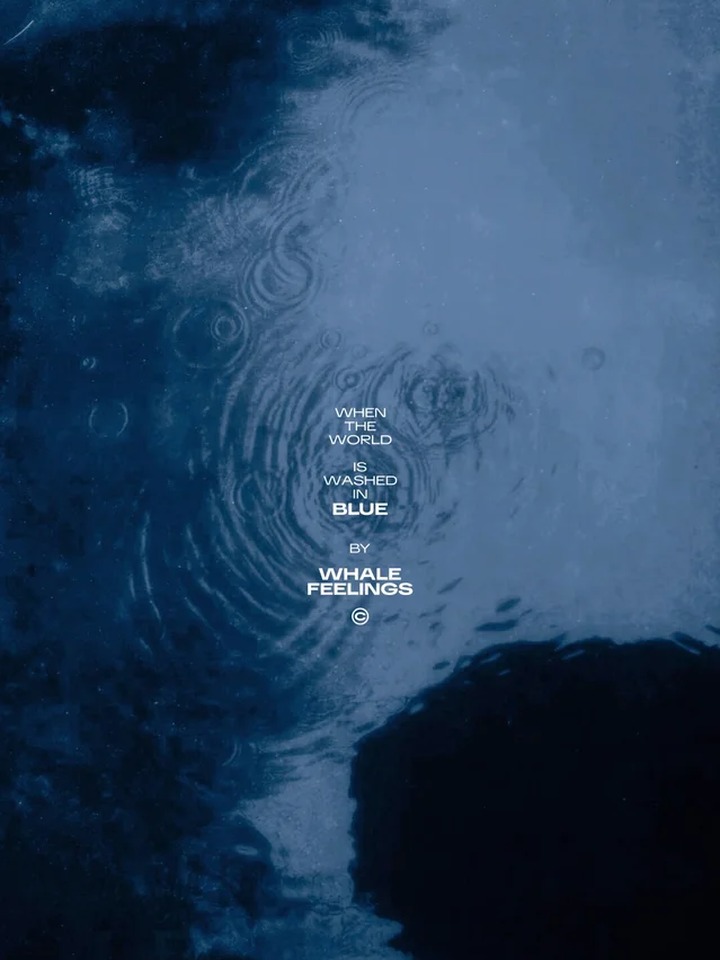 WHEN
THE
WORLD
IS
WASHED
IN
BLUE
BY
WHALE
FEELINGS
©